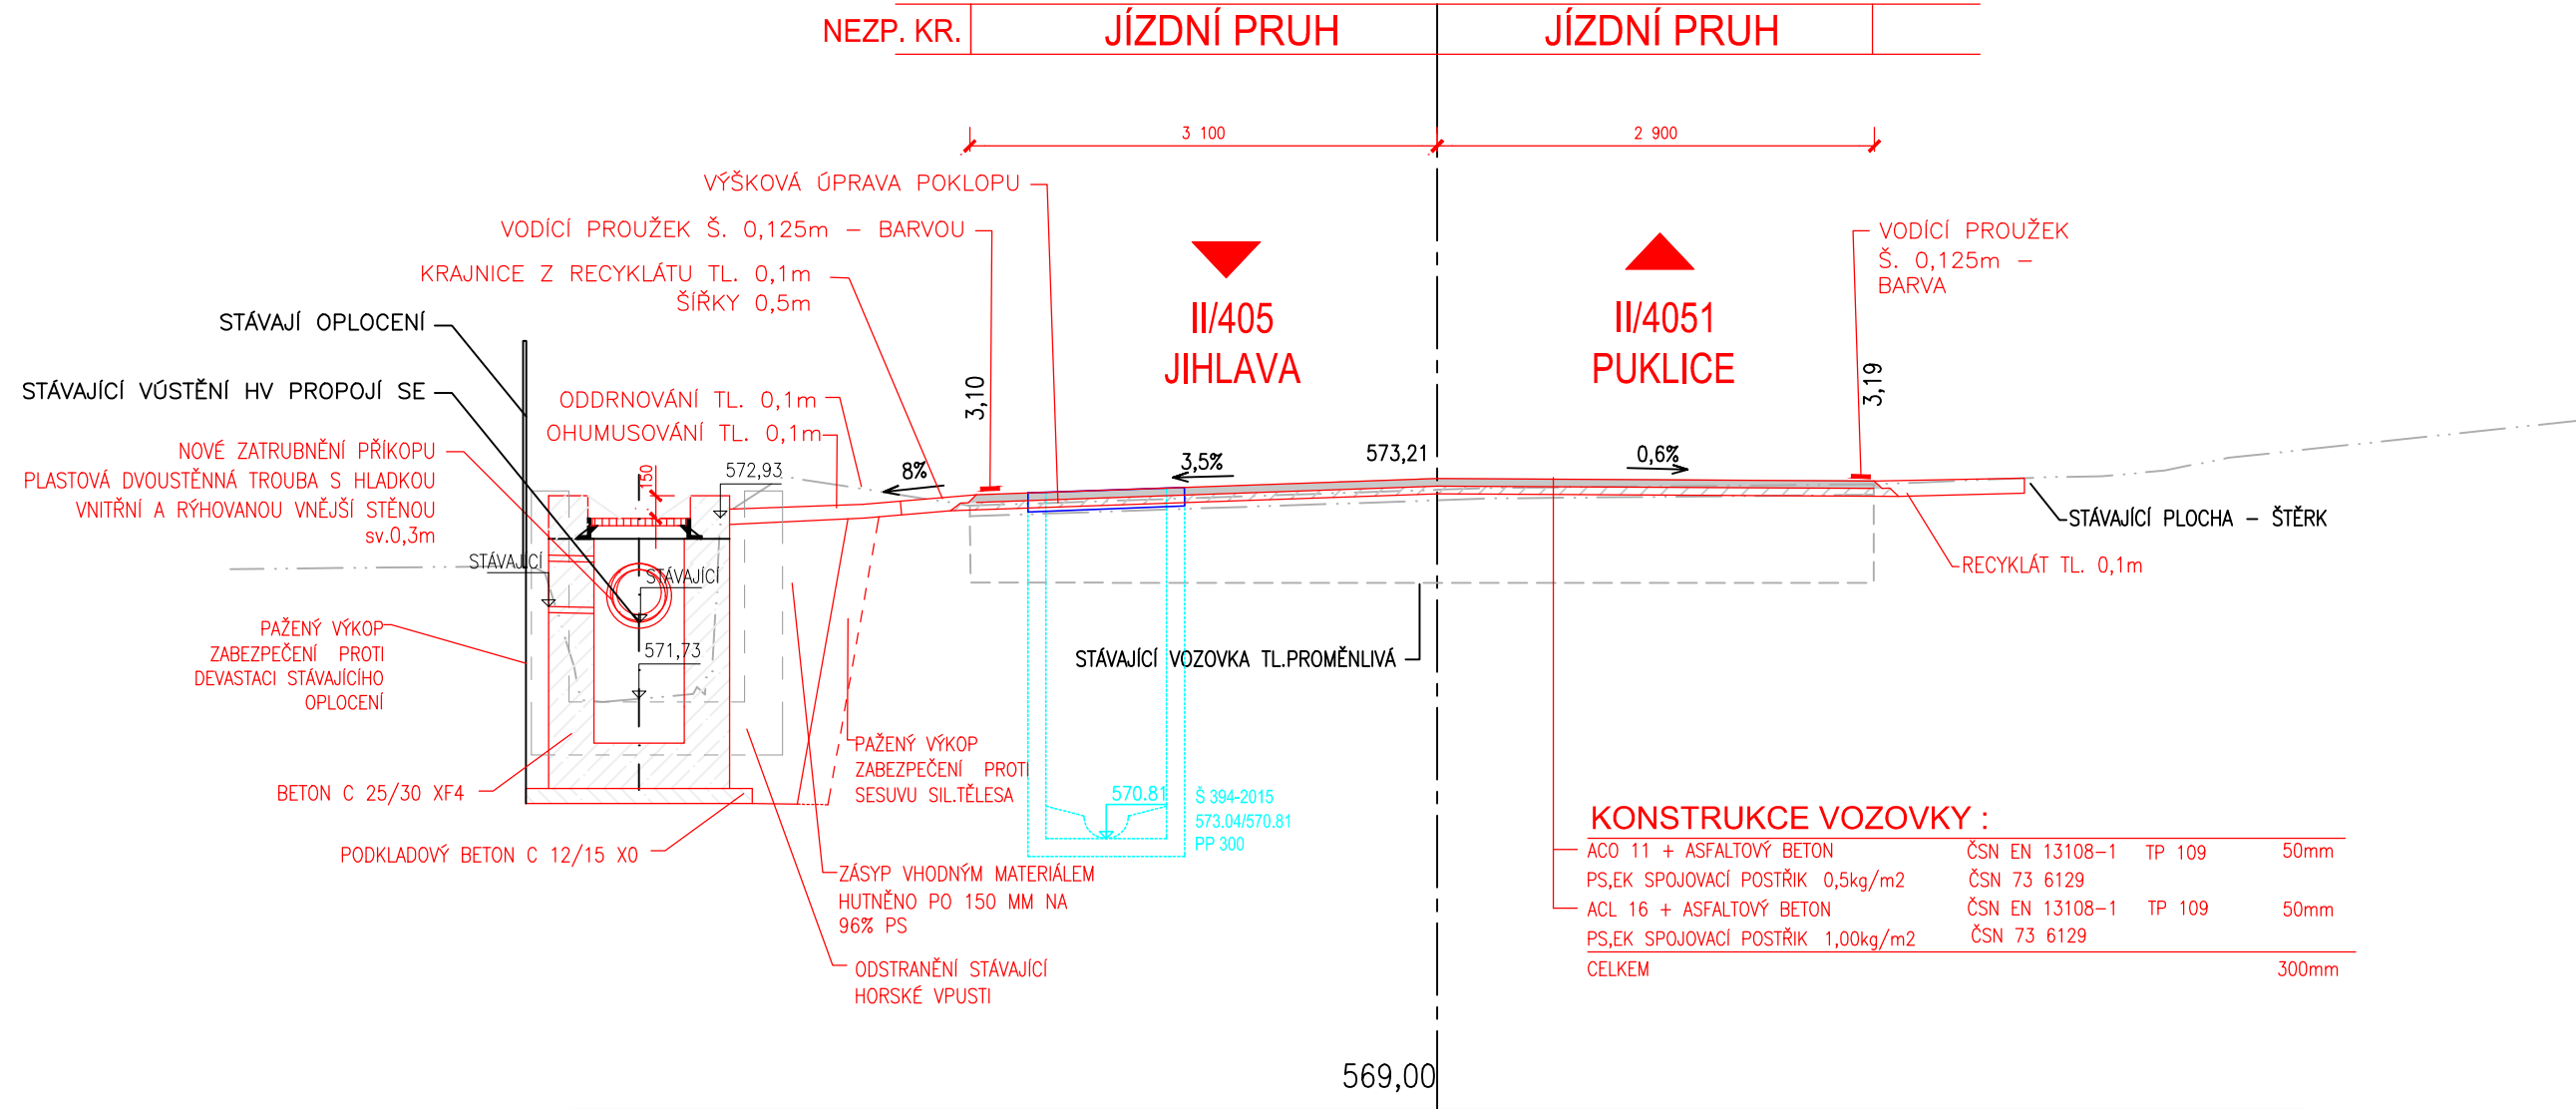 NEZP. KR.
JÍZDNÍ PRUH
JÍZDNÍ PRUH
3 100
2 900
VÝŠKOVÁ ÚPRAVA POKLOPU
VODÍCÍ PROUŽEK Š. 0,125m – BARVOU
KRAJNICE Z RECYKLÁTU TL. 0,1m
ŠÍŘKY 0,5m
STÁVAJÍ OPLOCENÍ
STÁVAJÍCÍ VÚSTĚNÍ HV PROPOJÍ SE
ODDRNOVÁNÍ TL. 0,1m
OHUMUSOVÁNÍ TL. 0,1m
NOVÉ ZATRUBNĚNÍ PŘÍKOPU
PLASTOVÁ DVOUSTĚNNÁ TROUBA S HLADKOU
VNITŘNÍ A RÝHOVANOU VNĚJŠÍ STĚNOU
sv.0,3m
II/405
JIHLAVA
II/4051
PUKLICE
VODÍCÍ PROUŽEK
Š. 0,125m –
BARVA
3,10
3,19
150
572,93
8%
3,5%
573,21
0,6%
STÁVAJÍCÍ
STÁVAJÍCÍ
571,73
STÁVAJÍCÍ PLOCHA – ŠTĚRK
RECYKLÁT TL. 0,1m
STÁVAJÍCÍ VOZOVKA TL.PROMĚNLIVÁ
PAŽENÝ VÝKOP
ZABEZPEČENÍ PROTI
DEVASTACI STÁVAJÍCÍHO
OPLOCENÍ
PAŽENÝ VÝKOP
ZABEZPEČENÍ PROTI
SESUVU SIL.TĚLESA
BETON C 25/30 XF4
PODKLADOVÝ BETON C 12/15 X0
570.81
Š 394-2015
573.04/570.81
PP 300
ZÁSYP VHODNÝM MATERIÁLEM
HUTNĚNO PO 150 MM NA
96% PS
ODSTRANĚNÍ STÁVAJÍCÍ
HORSKÉ VPUSTI
KONSTRUKCE VOZOVKY :
ACO 11 + ASFALTOVÝ BETON ČSN EN 13108-1 TP 109 50mm
PS,EK SPOJOVACÍ POSTŘIK 0,5kg/m2 ČSN 73 6129
ACL 16 + ASFALTOVÝ BETON ČSN EN 13108-1 TP 109 50mm
PS,EK SPOJOVACÍ POSTŘIK 1,00kg/m2 ČSN 73 6129
CELKEM 300mm
569,00